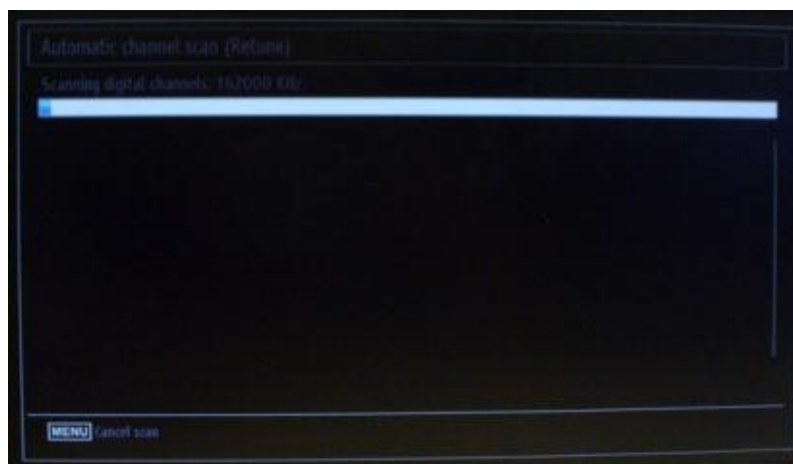 Automatic channel scan (Retune)
Scanning digital channels: 162000 KHz
MENU Cancel scan